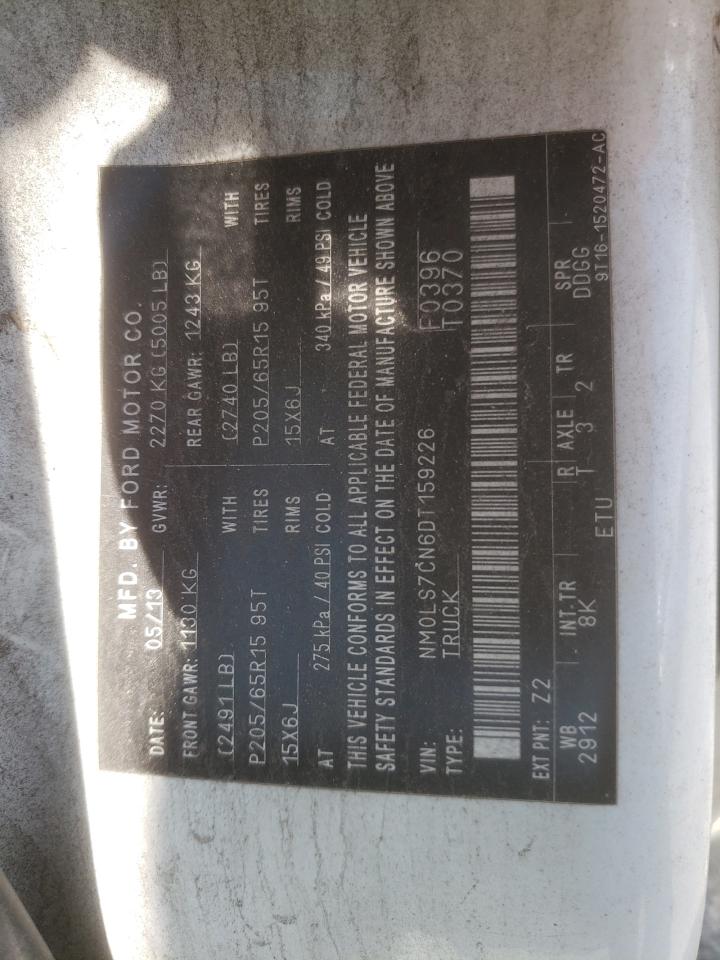 MFD. BY FORD MOTOR CO.
DATE: 05/13 GVWR: 2270 KG (5005 LB)
FRONT GAWR: 1130 KG REAR GAWR: 1243 KG
(2491LB) WITH (2740 LB) WITH
P205/65R15 95T TIRES P205/65R15 95T TIRES
15X6J RIMS 15X6J RIMS
AT 275 kPa / 40 PSI COLD AT 340 kPa / 49 PSI COLD
THIS VEHICLE CONFORMS TO ALL APPLICABLE FEDERAL MOTOR VEHICLE
SAFETY STANDARDS IN EFFECT ON THE DATE OF MANUFACTURE SHOWN ABOVE
VIN: NM0LS7CN6DT159226 F0396
TYPE: TRUCK T0370
EXT PNT: Z2
WB INT.TR R AXLE TR SPR
2912 8K T 3 2 DDGG
ETU 9T16-1520472-AC